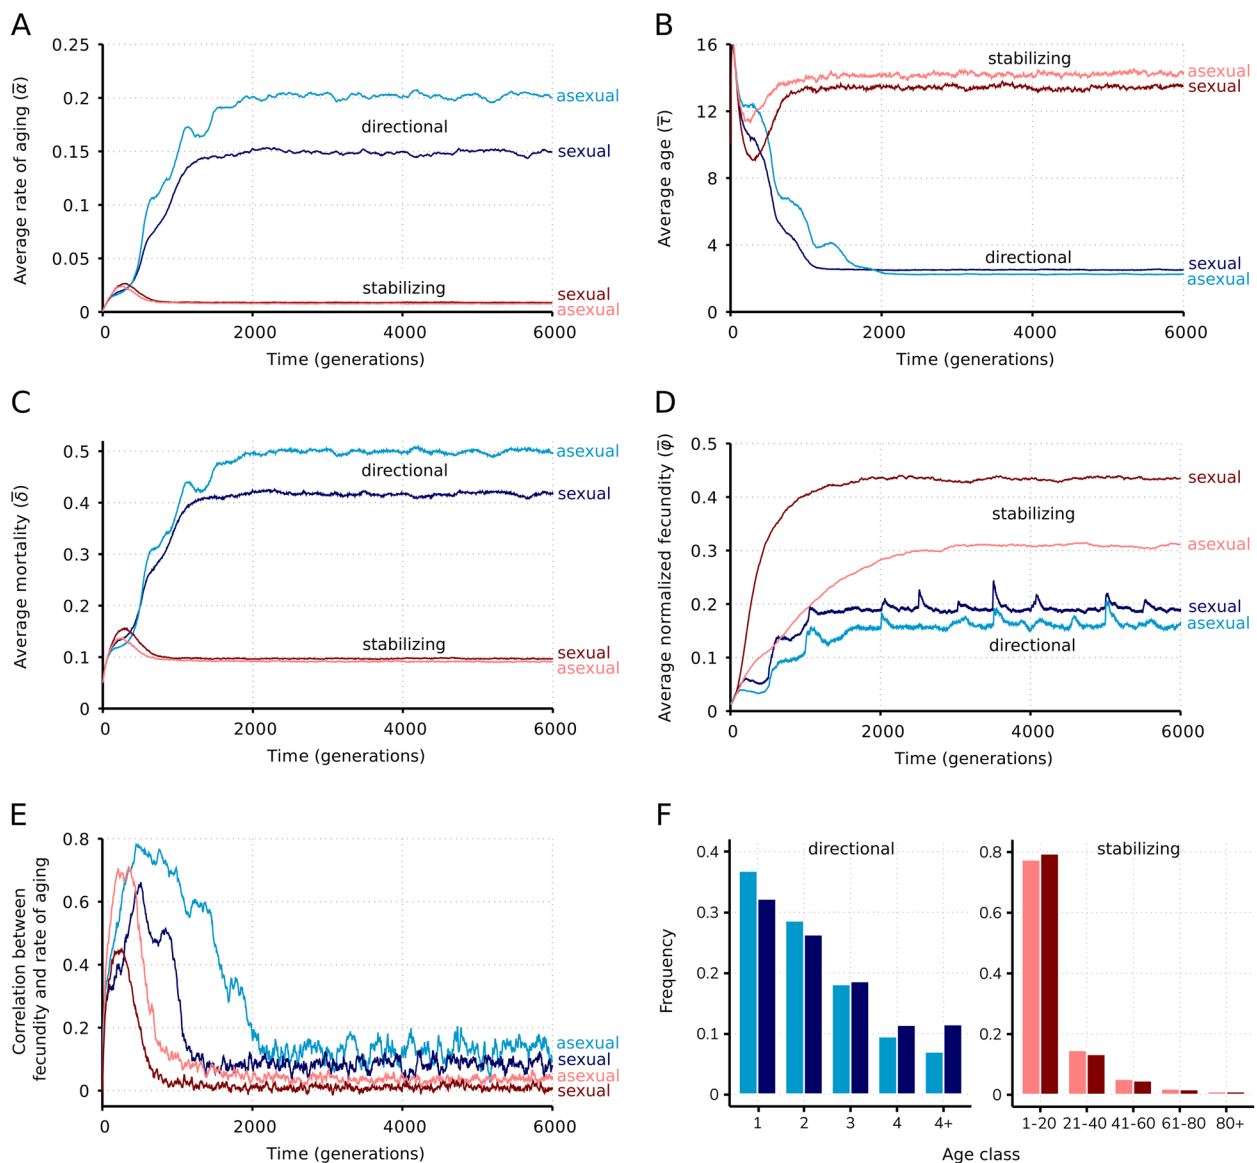 A
Average rate of aging (α̅)
0.25
0.2
0.15
0.1
0.05
0
asexual
directional
sexual
stabilizing
sexual
asexual
0 2000 4000 6000
Time (generations)
B
Average age (τ̅)
16
12
8
4
0
stabilizing
asexual
sexual
directional
sexual
asexual
0 2000 4000 6000
Time (generations)
C
Average mortality (δ̅)
0.5
0.4
0.3
0.2
0.1
0
asexual
directional
sexual
stabilizing
sexual
asexual
0 2000 4000 6000
Time (generations)
D
Average normalized fecundity (φ̅)
0.5
0.4
0.3
0.2
0.1
0
sexual
stabilizing
asexual
sexual
asexual
directional
0 2000 4000 6000
Time (generations)
E
Correlation between
fecundity and rate of aging
0.8
0.6
0.4
0.2
0
asexual
sexual
asexual
sexual
0 2000 4000 6000
Time (generations)
F
Frequency
0.4
0.3
0.2
0.1
0
directional
1 2 3 4 4+
0.8
0.6
0.4
0.2
0
stabilizing
1-20 21-40 41-60 61-80 80+
Age class